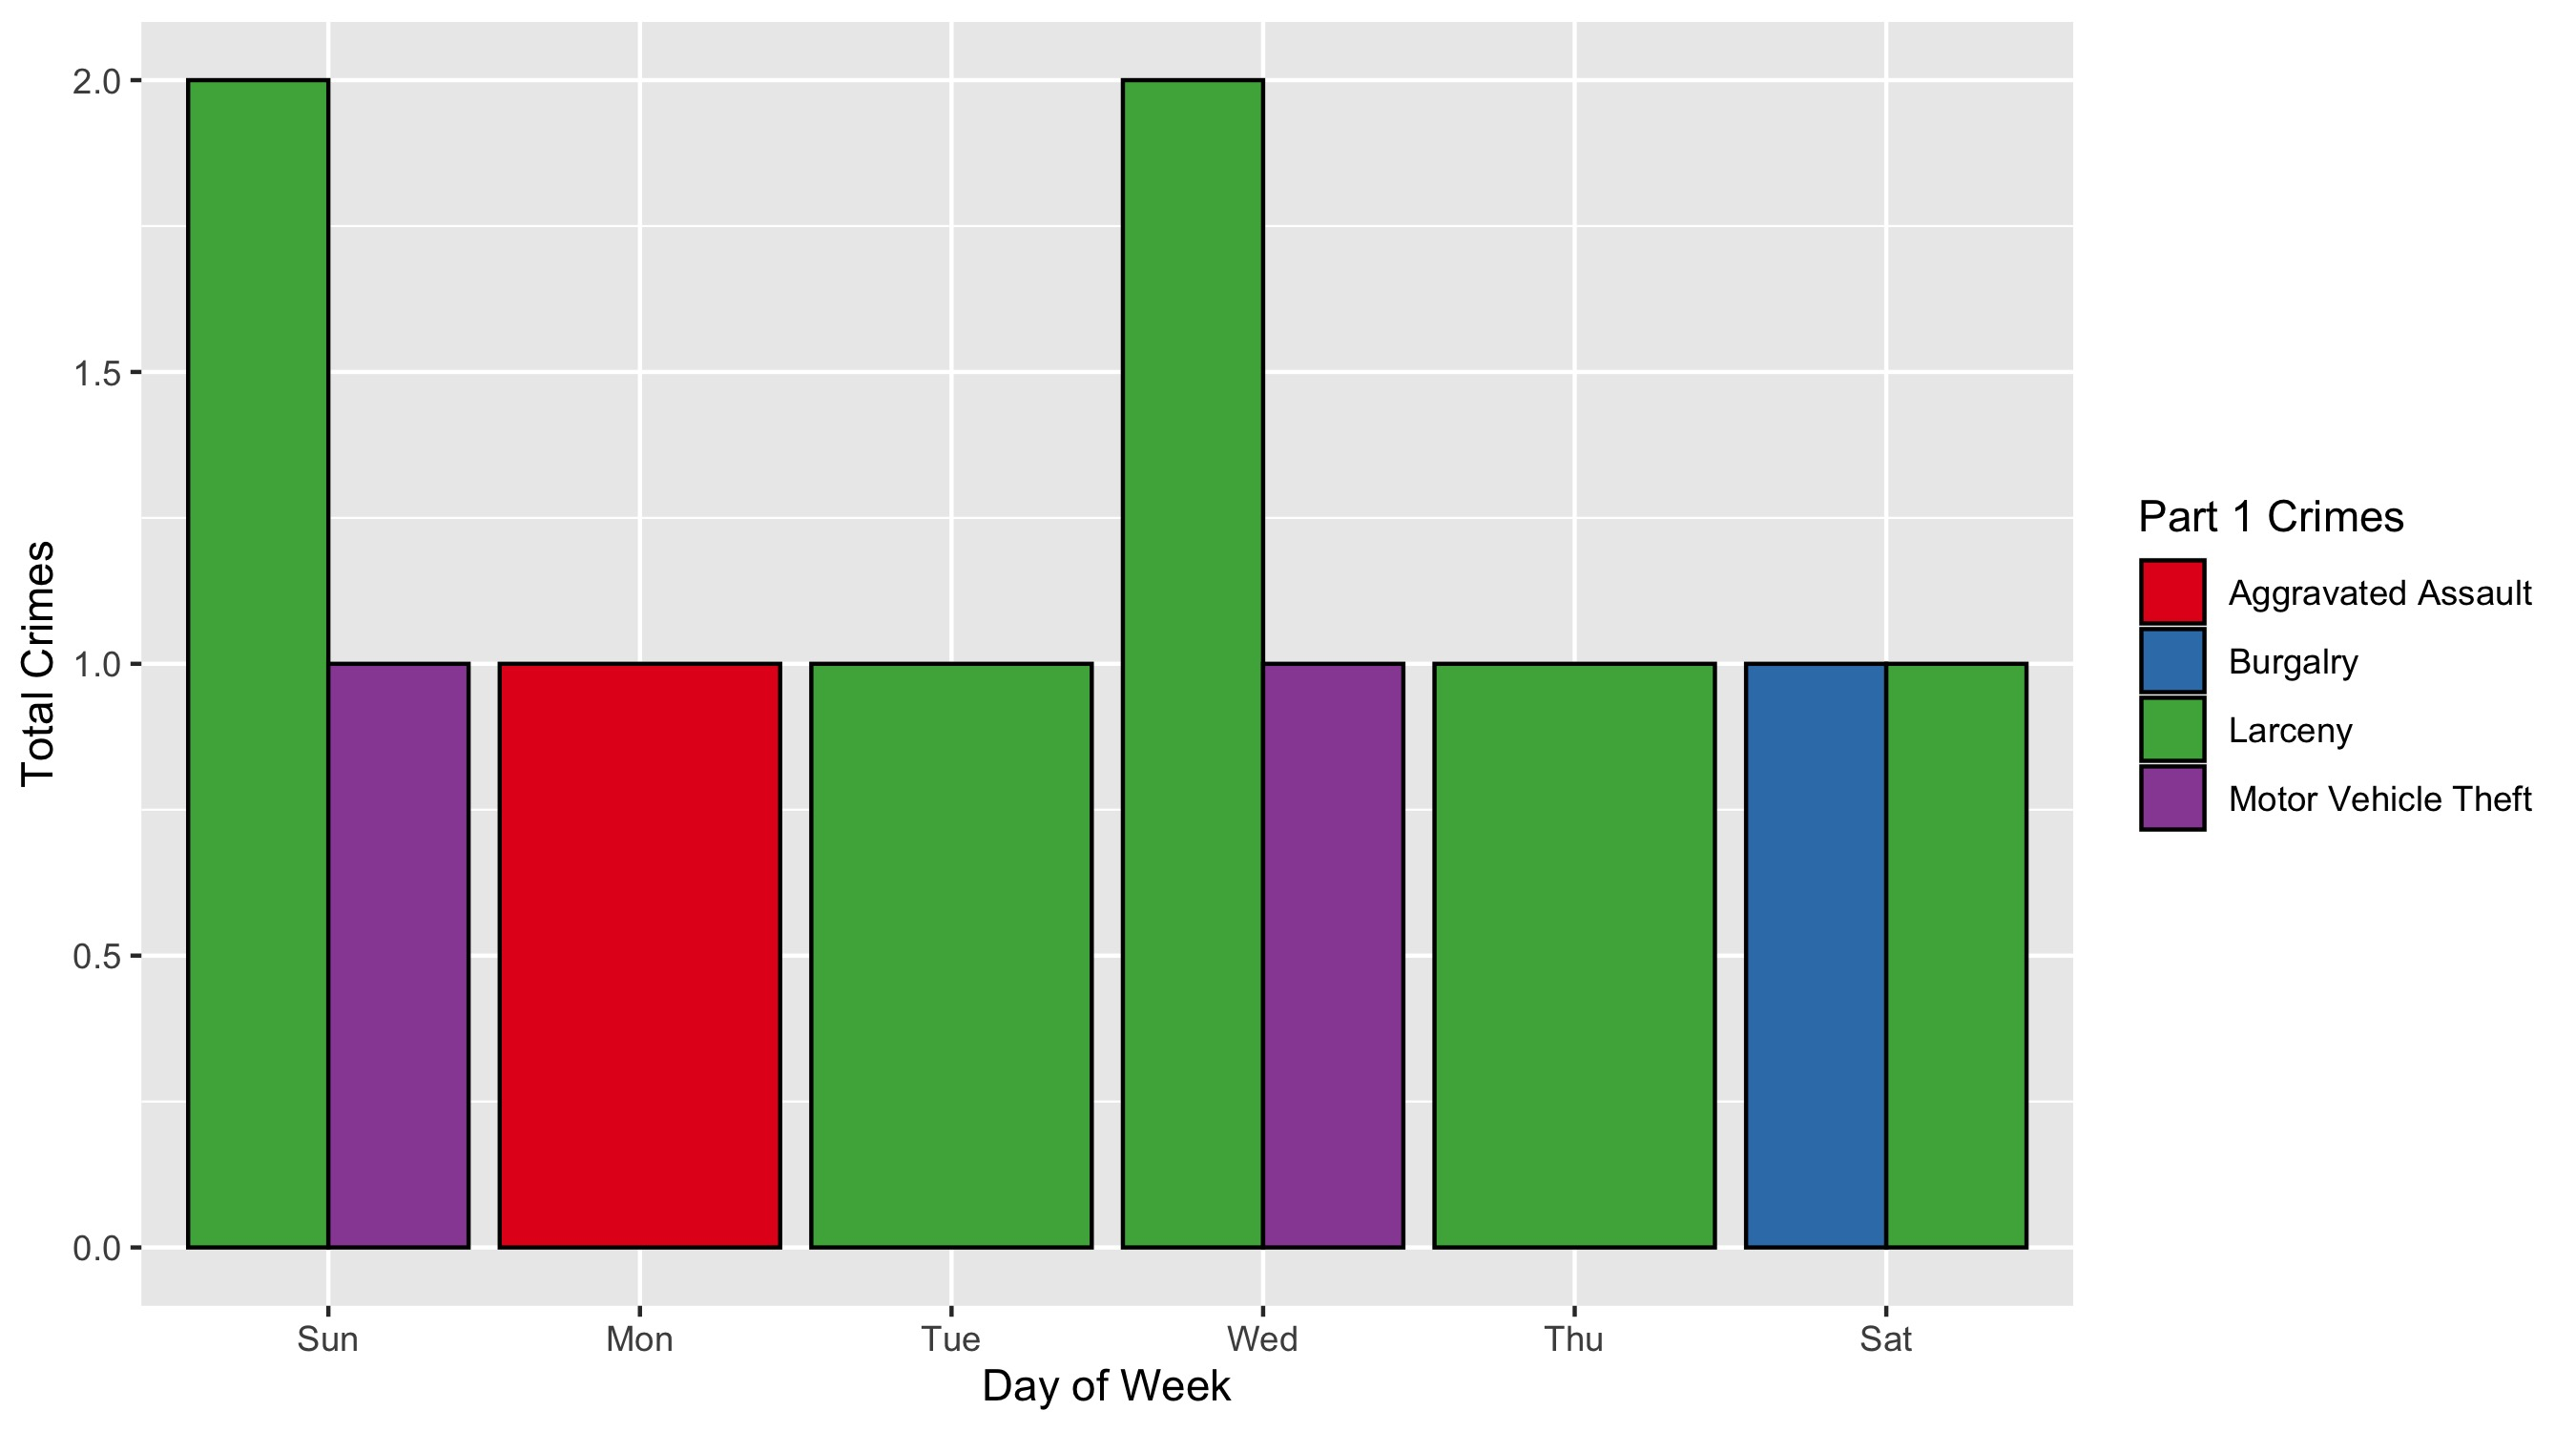 2.0
1.5
1.0
0.5
0.0
Total Crimes
Sun Mon Tue Wed Thu Sat
Day of Week
Part 1 Crimes
Aggravated Assault
Burgalry
Larceny
Motor Vehicle Theft